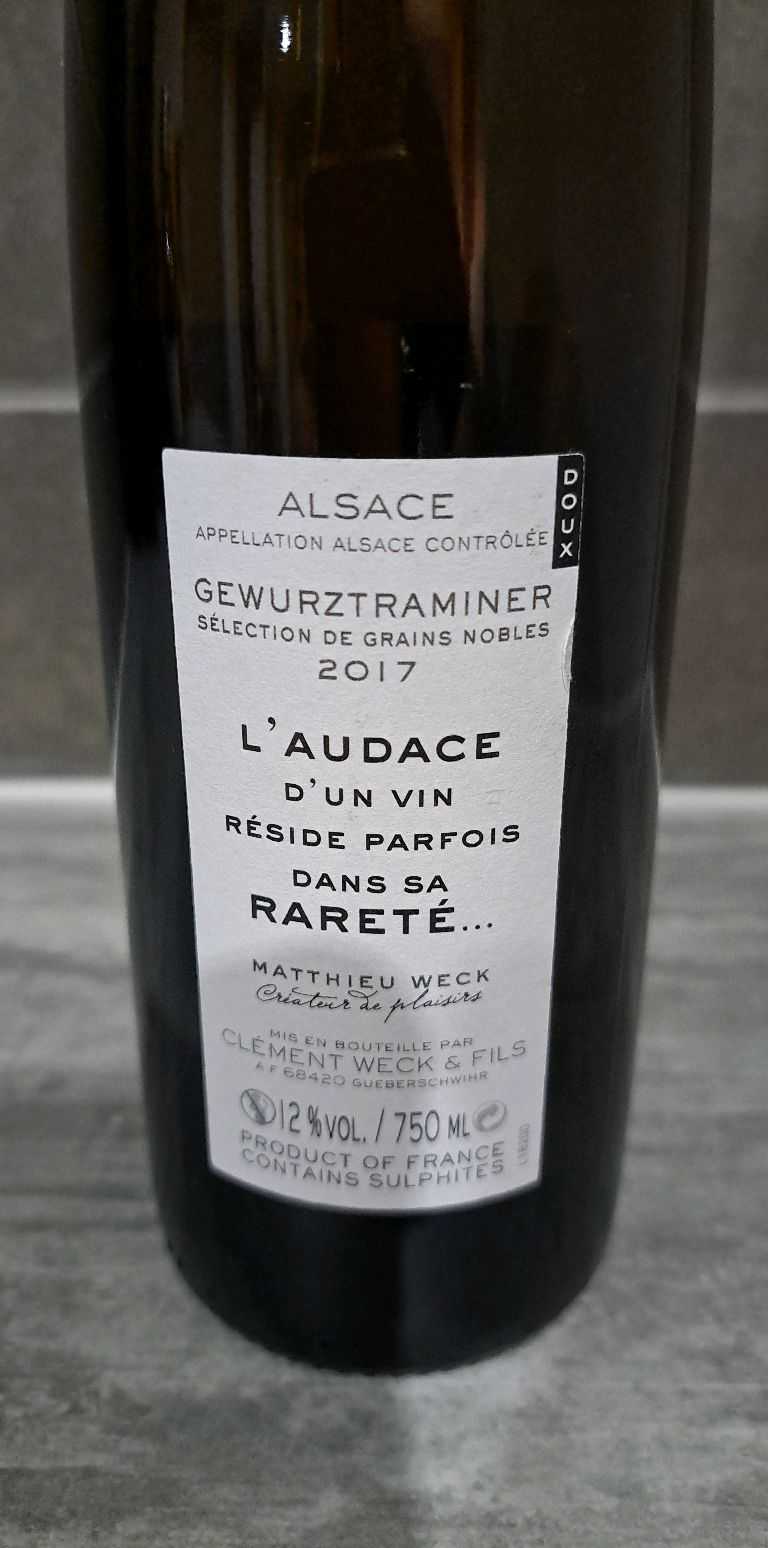 ALSACE
APPELLATION ALSACE CONTRÔLÉE
DOUX
GEWURZTRAMINER
SÉLECTION DE GRAINS NOBLES
2017
L'AUDACE
D'UN VIN
RÉSIDE PARFOIS
DANS SA
RARETÉ...
MATTHIEU WECK
Créateur de plaisirs
MIS EN BOUTEILLE PAR
CLÉMENT WECK & FILS
A F 68420 GUEBERSCHWIHR
12 %VOL. / 750 ML
PRODUCT OF FRANCE
CONTAINS SULPHITES